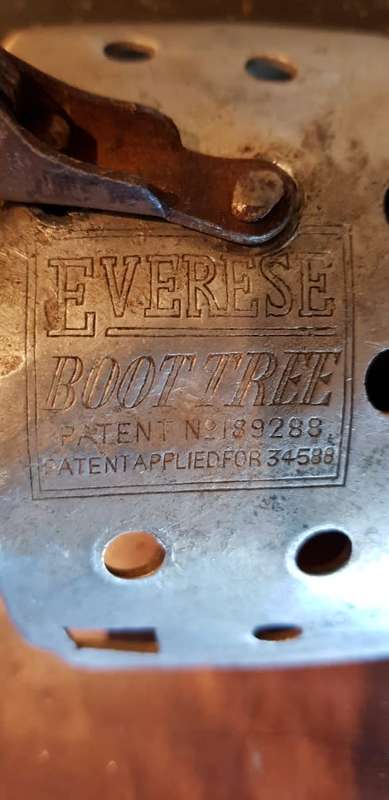 EVERESE
BOOT TREE
PATENT No 189288
PATENT APPLIED FOR 34588